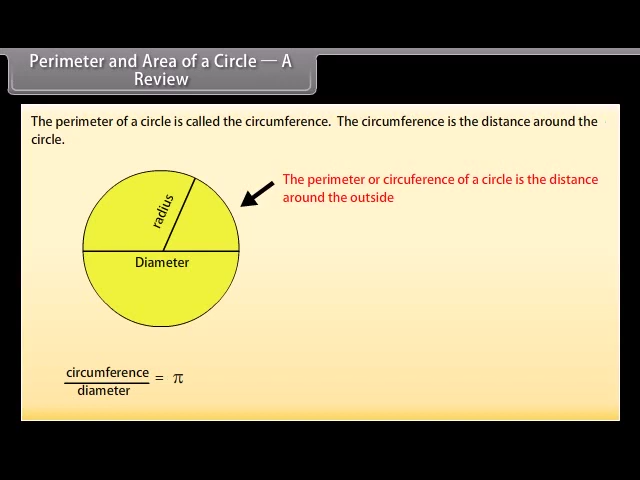 Perimeter and Area of a Circle — A
Review
The perimeter of a circle is called the circumference. The circumference is the distance around the
circle.
The perimeter or circuference of a circle is the distance
around the outside
radius
Diameter
circumference
diameter
= π